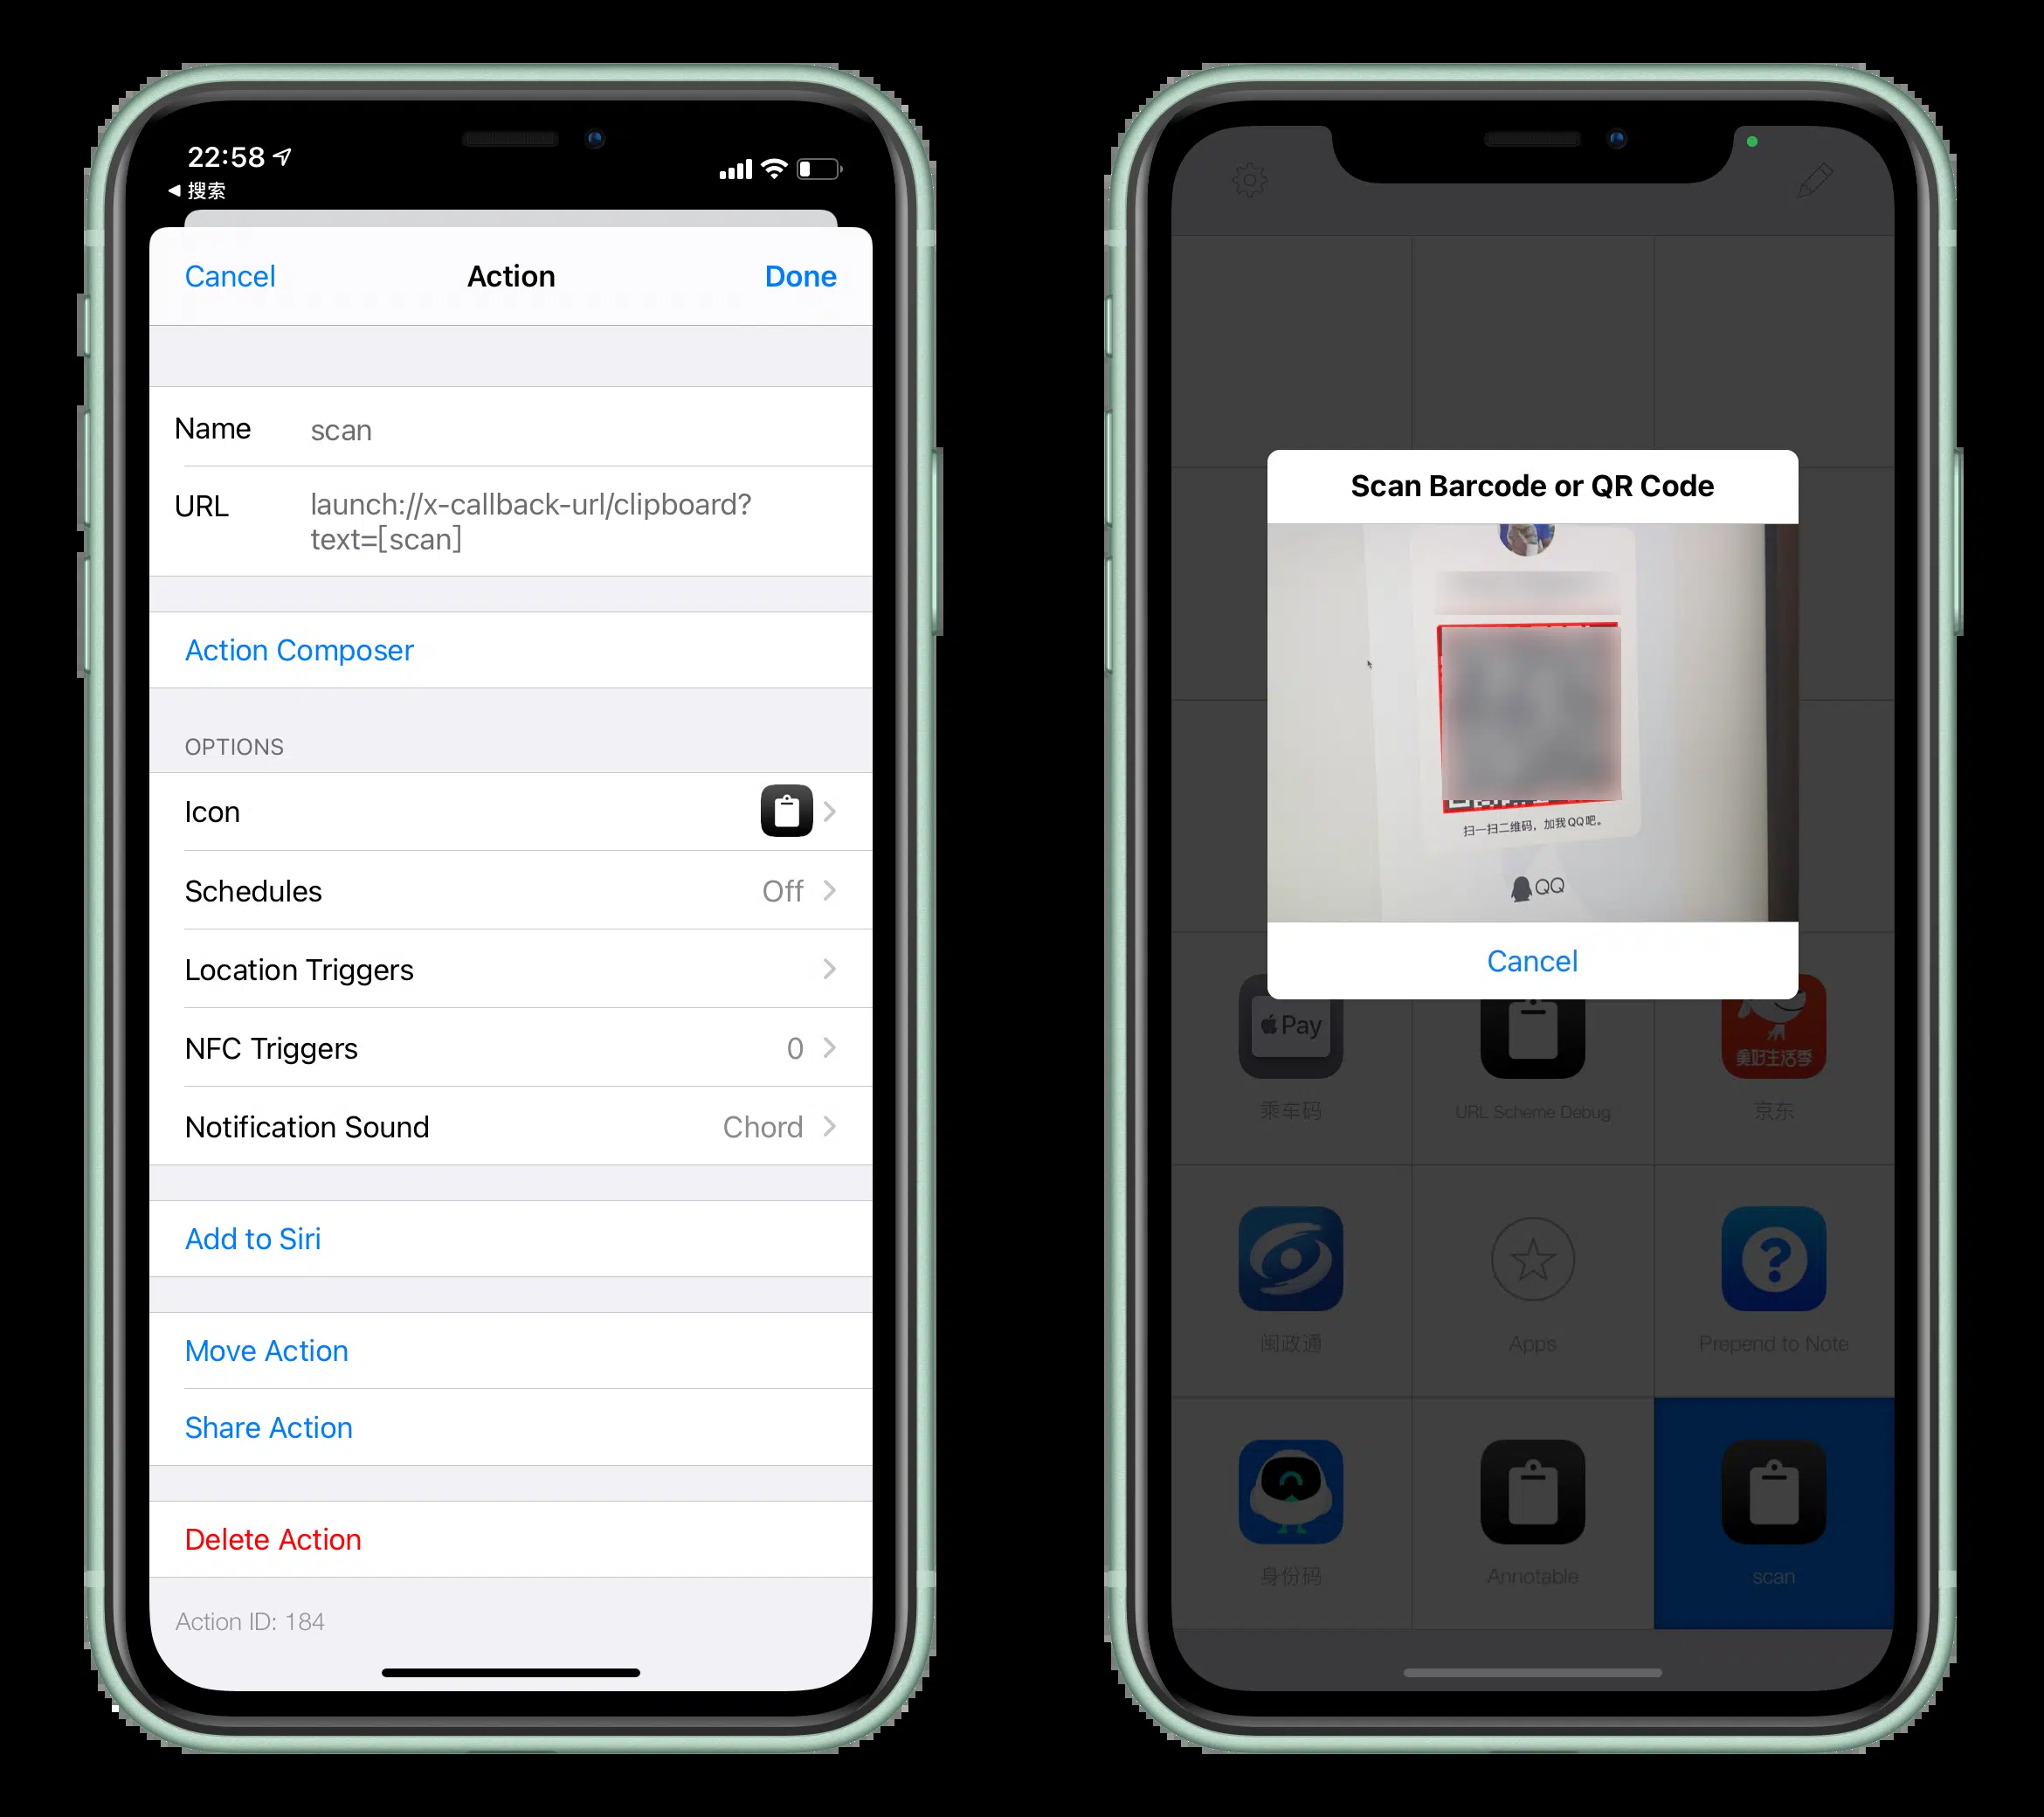 22:58
搜索
Cancel
Action
Done
Name
scan
URL
launch://x-callback-url/clipboard?
text=[scan]
Action Composer
OPTIONS
Icon
Schedules
Off
Location Triggers
NFC Triggers
0
Notification Sound
Chord
Add to Siri
Move Action
Share Action
Delete Action
Action ID: 184
Scan Barcode or QR Code
扫一扫二维码，加我QQ吧。
QQ
Cancel
Pay
美好生活季
乘车码
URL Scheme Debug
京东
闽政通
Apps
Prepend to Note
身份码
Annotable
scan